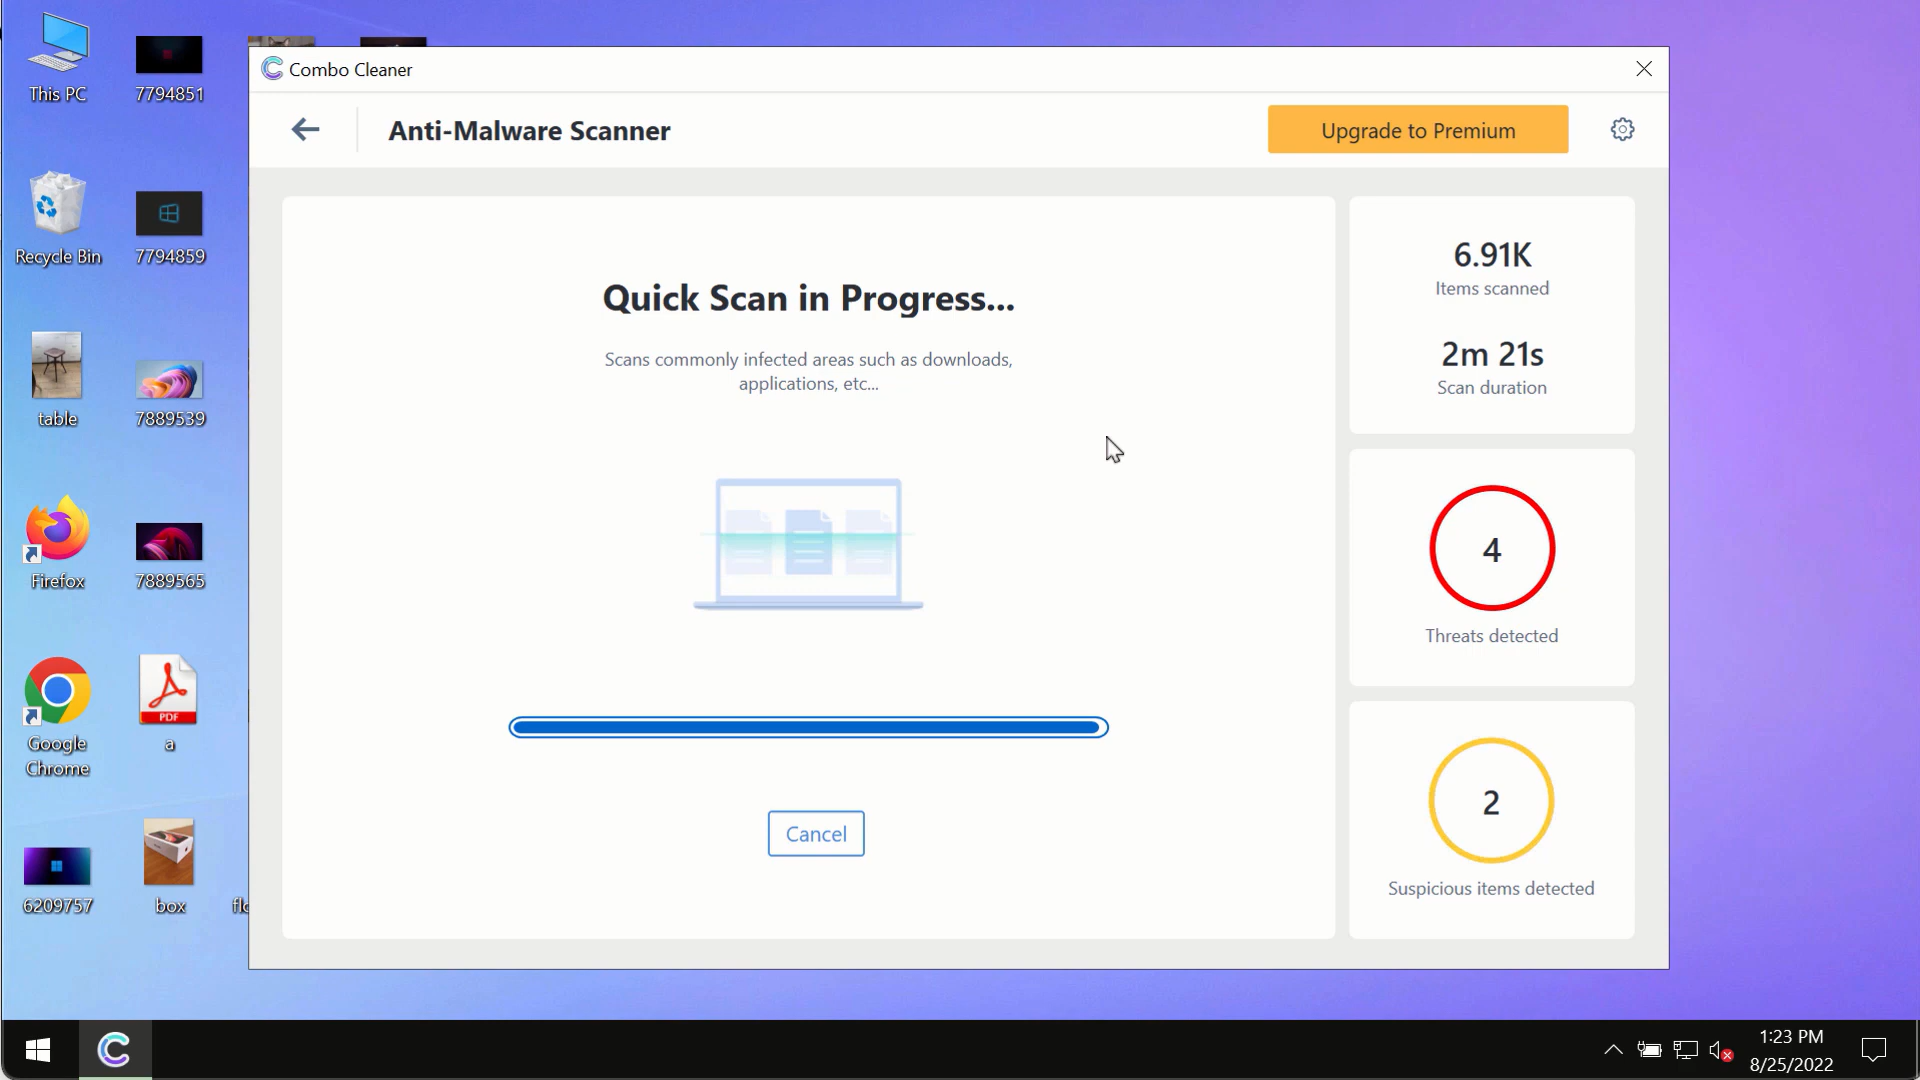 This PC
7794851
Recycle Bin
7794859
table
7889539
Firefox
7889565
Google
Chrome
PDF
a
6209757
box
Combo Cleaner
Anti-Malware Scanner
Upgrade to Premium
Quick Scan in Progress...
Scans commonly infected areas such as downloads,
applications, etc...
Cancel
6.91K
Items scanned
2m 21s
Scan duration
4
Threats detected
2
Suspicious items detected
1:23 PM
8/25/2022